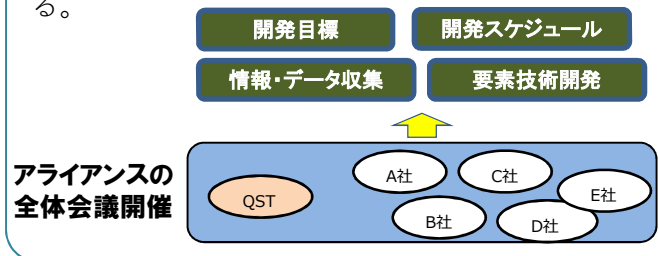 る。
開発目標
開発スケジュール
情報・データ収集
要素技術開発
アライアンスの
全体会議開催
QST
A社
C社
E社
B社
D社